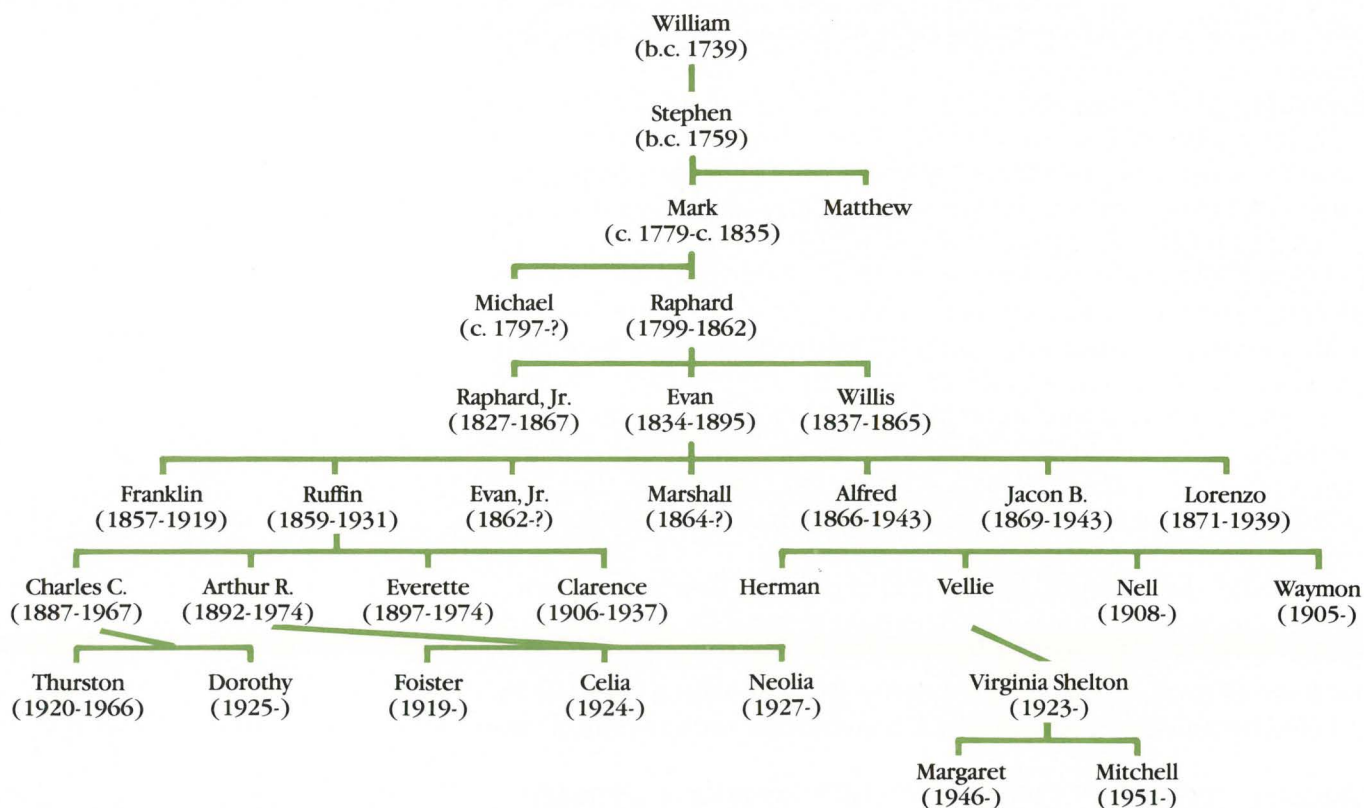 William
(b.c. 1739)
Stephen
(b.c. 1759)
Mark
(c. 1779-c. 1835)
Matthew
Michael
(c. 1797-?)
Raphard
(1799-1862)
Raphard, Jr.
(1827-1867)
Evan
(1834-1895)
Willis
(1837-1865)
Franklin
(1857-1919)
Ruffin
(1859-1931)
Evan, Jr.
(1862-?)
Marshall
(1864-?)
Alfred
(1866-1943)
Jacon B.
(1869-1943)
Lorenzo
(1871-1939)
Charles C.
(1887-1967)
Arthur R.
(1892-1974)
Everette
(1897-1974)
Clarence
(1906-1937)
Herman
Vellie
Nell
(1908-)
Waymon
(1905-)
Thurston
(1920-1966)
Dorothy
(1925-)
Foister
(1919-)
Celia
(1924-)
Neolia
(1927-)
Virginia Shelton
(1923-)
Margaret
(1946-)
Mitchell
(1951-)